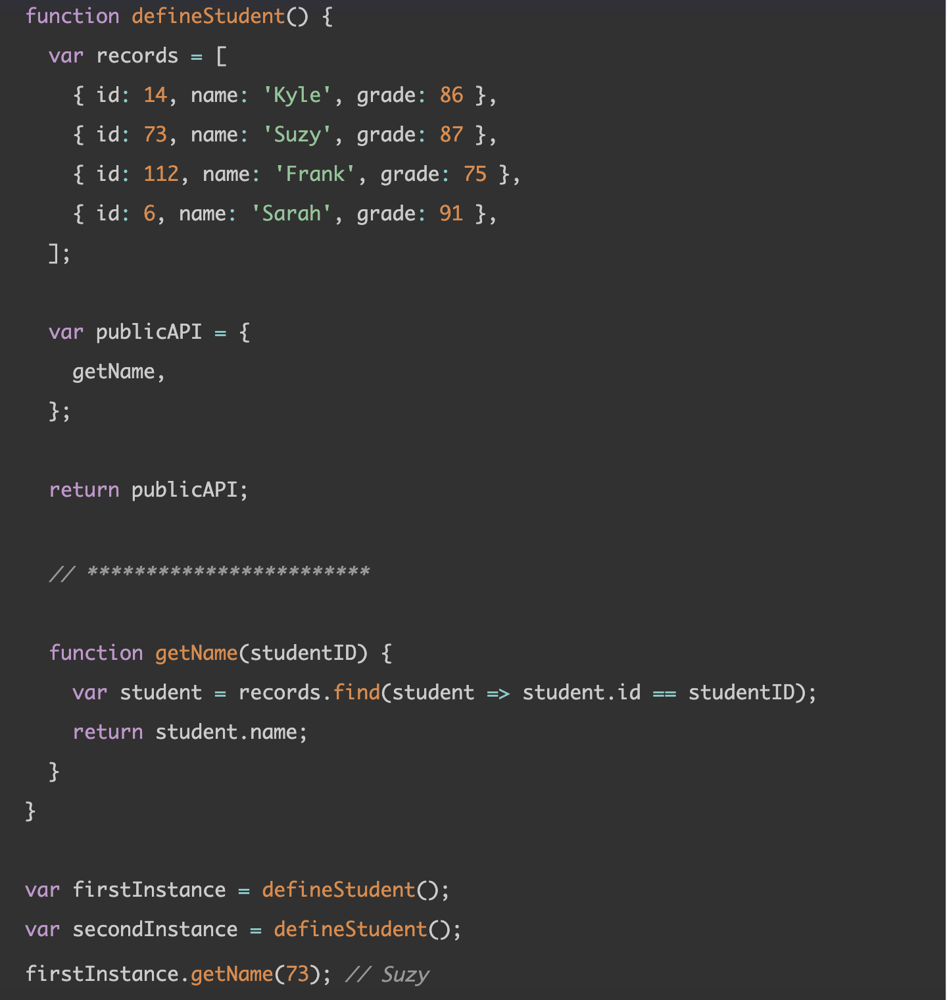 function defineStudent() {
  var records = [
    { id: 14, name: 'Kyle', grade: 86 },
    { id: 73, name: 'Suzy', grade: 87 },
    { id: 112, name: 'Frank', grade: 75 },
    { id: 6, name: 'Sarah', grade: 91 },
  ];

  var publicAPI = {
    getName,
  };

  return publicAPI;

  // ************************

  function getName(studentID) {
    var student = records.find(student => student.id == studentID);
    return student.name;
  }
}

var firstInstance = defineStudent();
var secondInstance = defineStudent();
firstInstance.getName(73); // Suzy